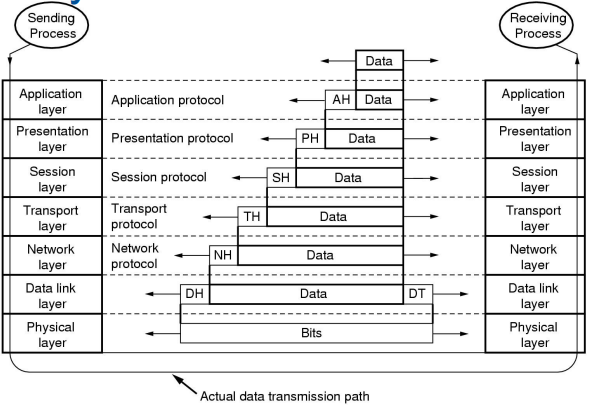 Sending
Process
Receiving
Process
Data
Application
layer
Application protocol
AH
Data
Application
layer
Presentation
layer
Presentation protocol
PH
Data
Presentation
layer
Session
layer
Session protocol
SH
Data
Session
layer
Transport
layer
Transport
protocol
TH
Data
Transport
layer
Network
layer
Network
protocol
NH
Data
Network
layer
Data link
layer
DH
Data
DT
Data link
layer
Physical
layer
Bits
Physical
layer
Actual data transmission path